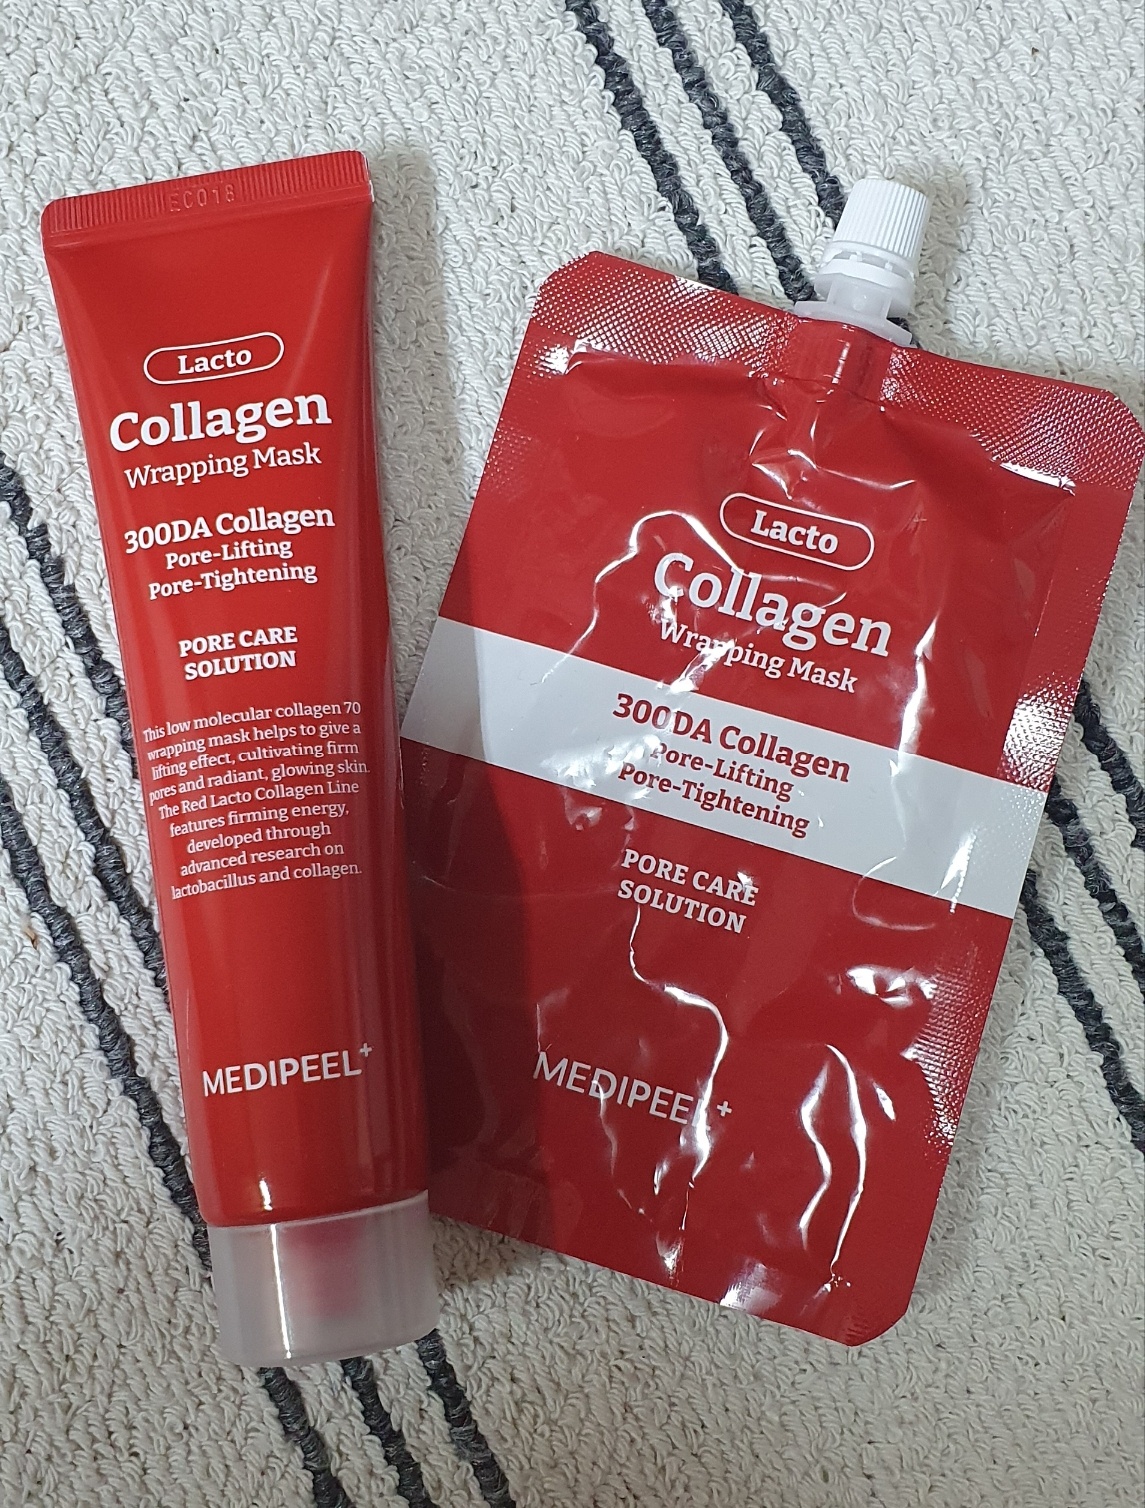 EC018
Lacto
Collagen
Wrapping Mask
300DA Collagen
Pore-Lifting
Pore-Tightening
PORE CARE
SOLUTION
This low molecular collagen 70
wrapping mask helps to give a
lifting effect, cultivating firm
pores and radiant, glowing skin.
The Red Lacto Collagen Line
features firming energy,
developed through
advanced research on
lactobacillus and collagen.
MEDIPEEL+
Lacto
Collagen
Wrapping Mask
300DA Collagen
Pore-Lifting
Pore-Tightening
PORE CARE
SOLUTION
MEDIPEEL+